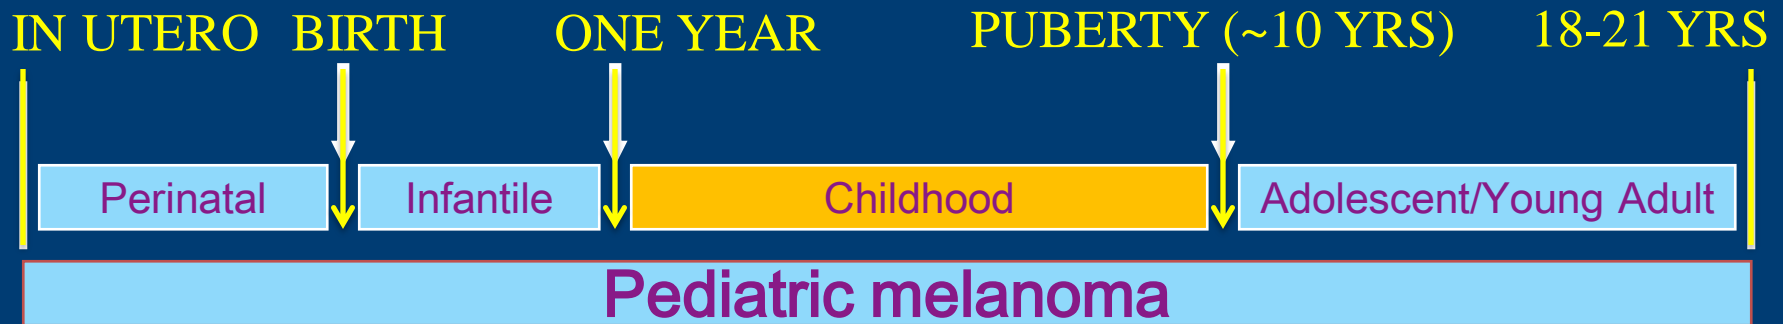 IN UTERO BIRTH ONE YEAR PUBERTY (~10 YRS) 18-21 YRS
Perinatal Infantile Childhood Adolescent/Young Adult
Pediatric melanoma